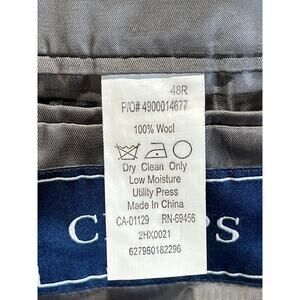 48R
P/O# 4900014677
100% Wool
Dry Clean Only
Low Moisture
Utility Press
Made In China
CA-01129 RN-69456
2HX0021
627960182296